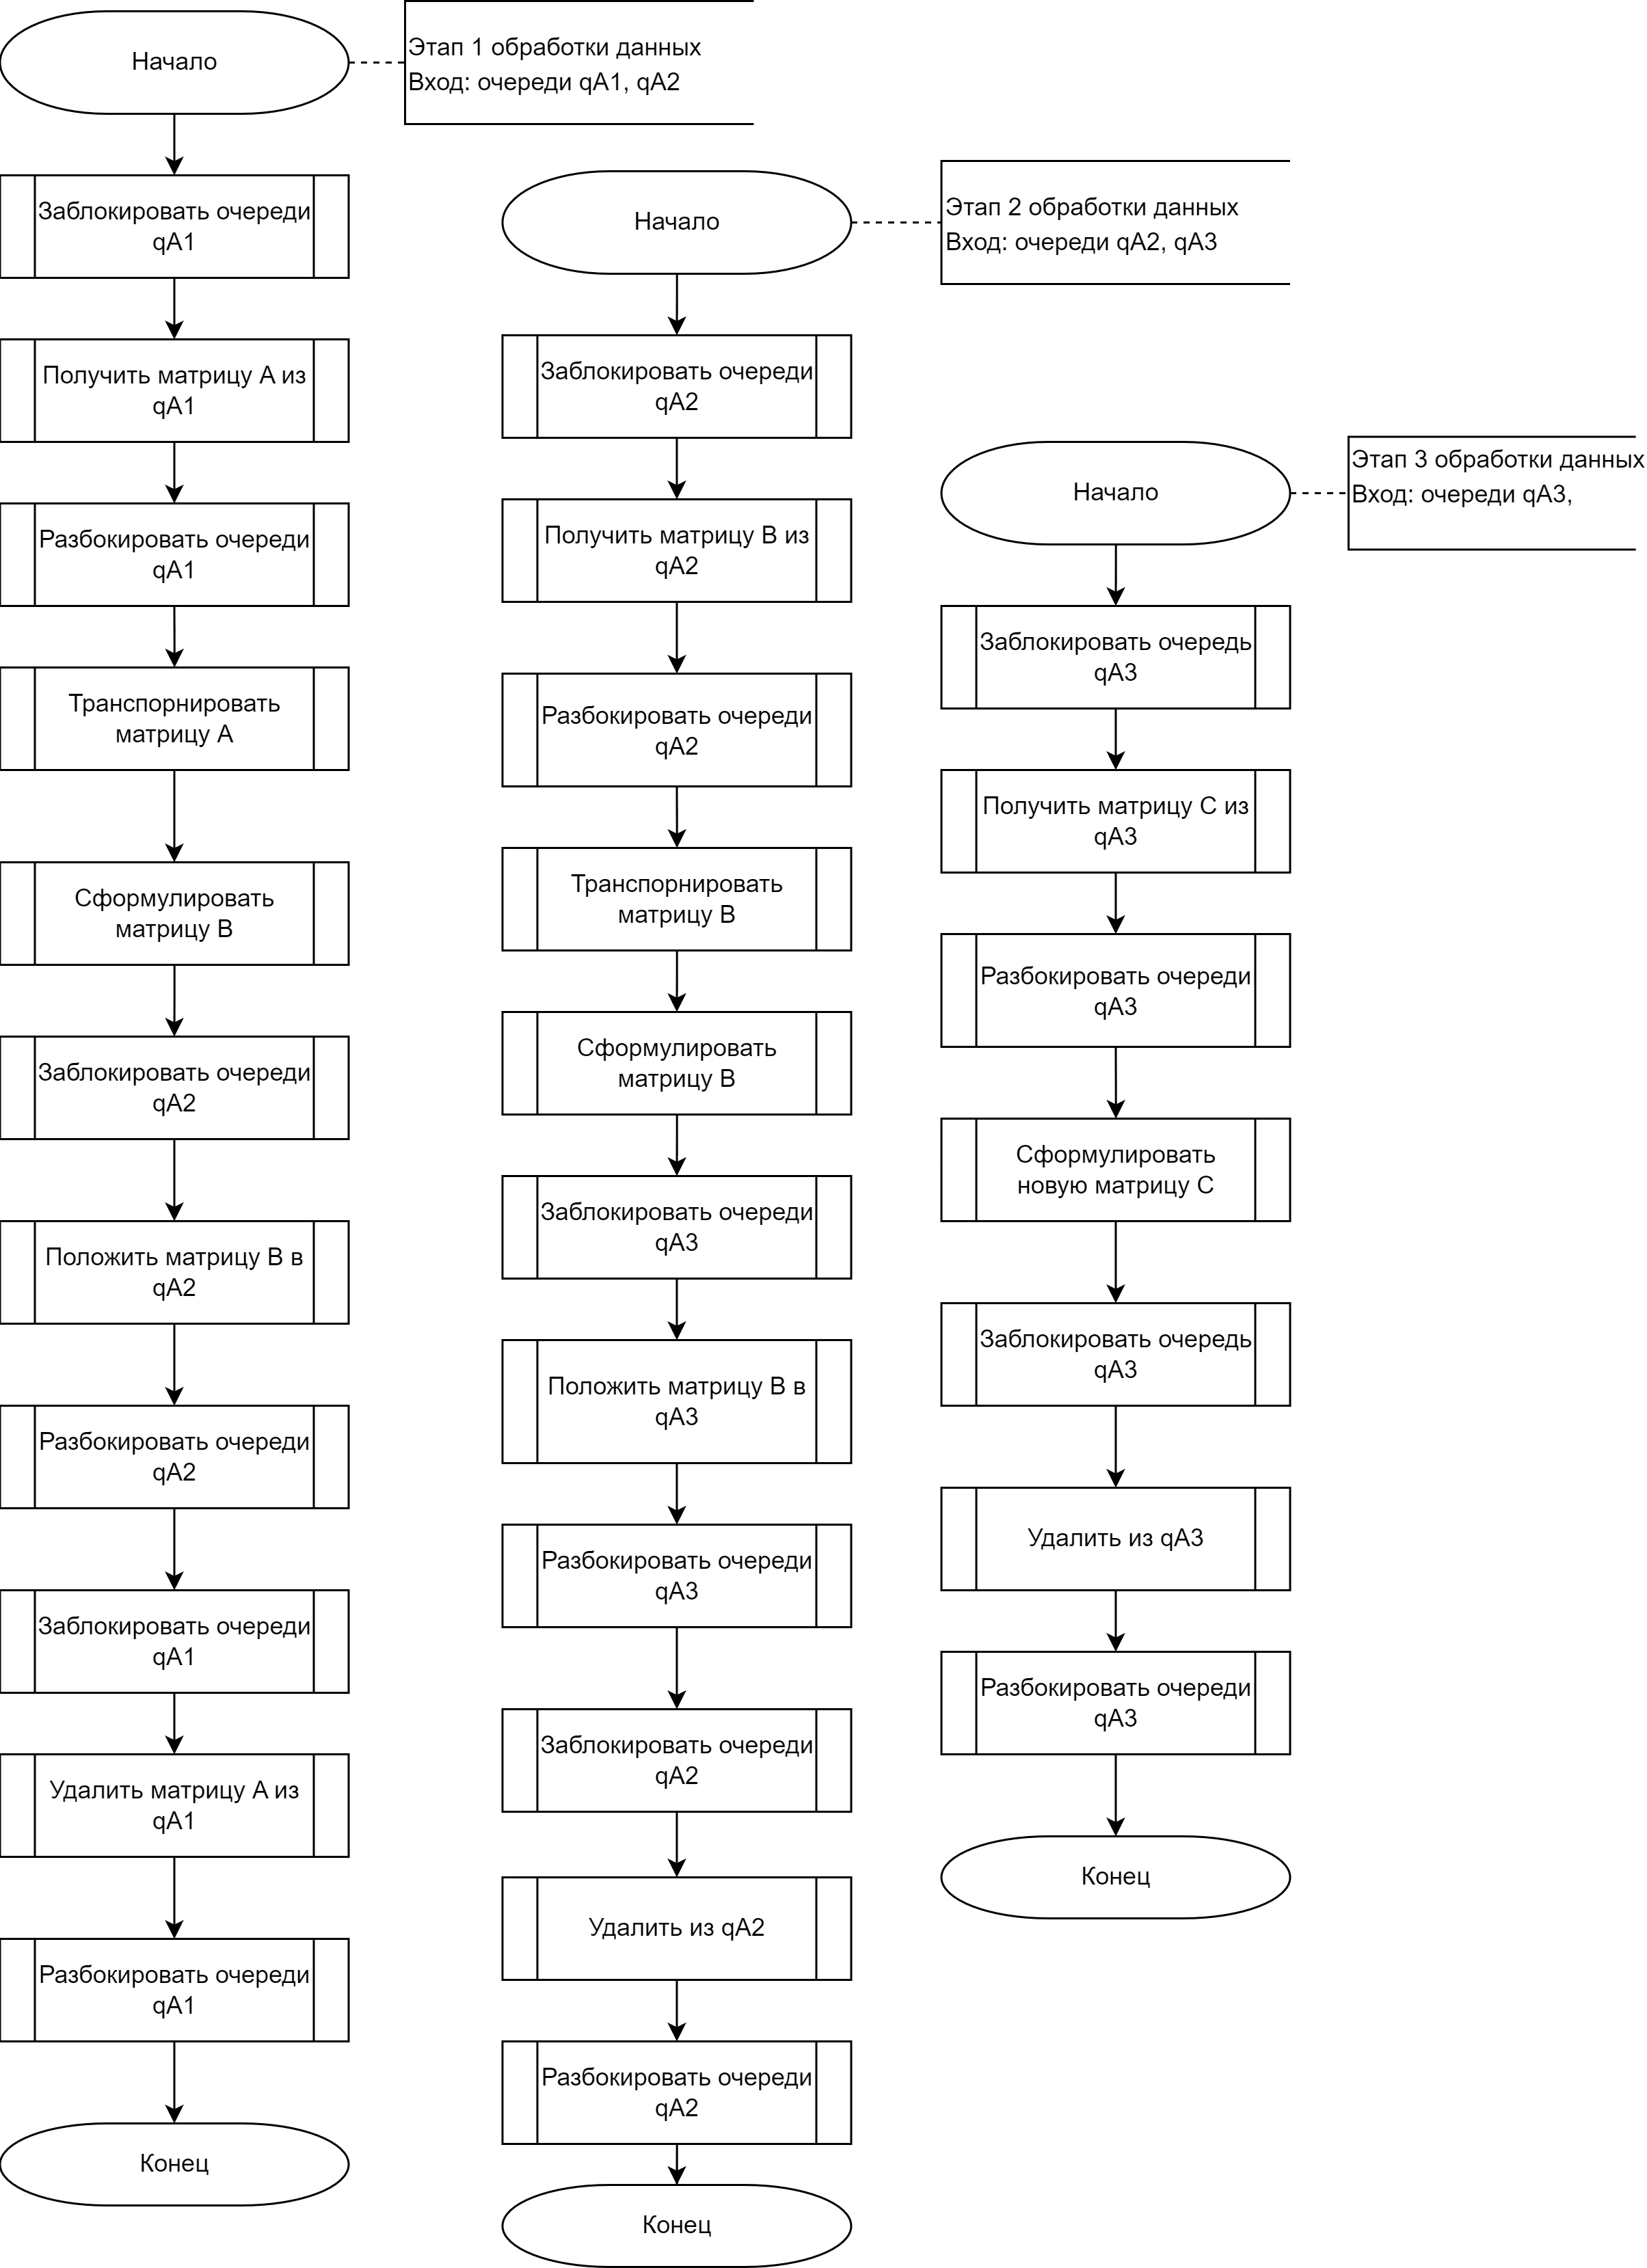 Начало
Этап 1 обработки данных
Вход: очереди qA1, qA2
Заблокировать очереди
qA1
Получить матрицу A из
qA1
Разбокировать очереди
qA1
Транспорнировать
матрицу A
Сформулировать
матрицу B
Заблокировать очереди
qA2
Положить матрицу B в
qA2
Разбокировать очереди
qA2
Заблокировать очереди
qA1
Удалить матрицу A из
qA1
Разбокировать очереди
qA1
Конец
Начало
Этап 2 обработки данных
Вход: очереди qA2, qA3
Заблокировать очереди
qA2
Получить матрицу B из
qA2
Разбокировать очереди
qA2
Транспорнировать
матрицу B
Сформулировать
матрицу B
Заблокировать очереди
qA3
Положить матрицу B в
qA3
Разбокировать очереди
qA3
Заблокировать очереди
qA2
Удалить из qA2
Разбокировать очереди
qA2
Конец
Начало
Этап 3 обработки данных
Вход: очереди qA3,
Заблокировать очередь
qA3
Получить матрицу C из
qA3
Разбокировать очереди
qA3
Сформулировать
новую матрицу C
Заблокировать очередь
qA3
Удалить из qA3
Разбокировать очереди
qA3
Конец